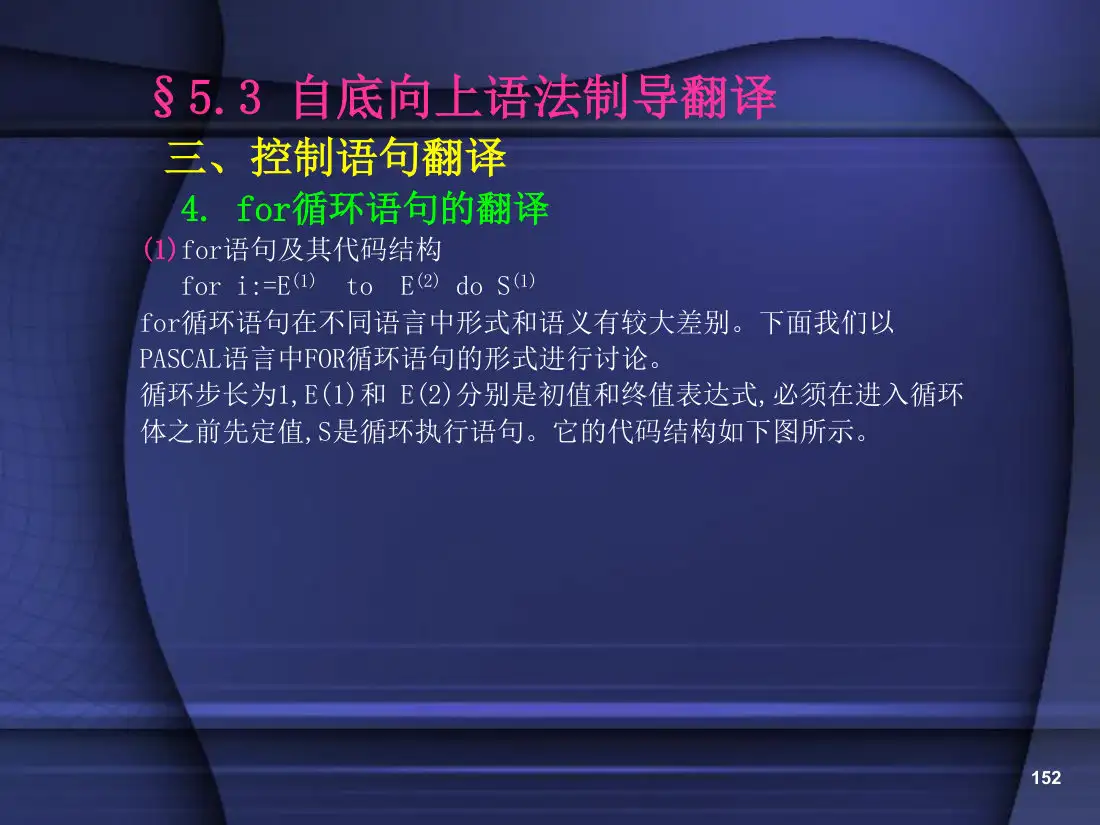 §5.3 自底向上语法制导翻译
三、控制语句翻译
4. for循环语句的翻译
(1)for语句及其代码结构
for i:=E⁽¹⁾ to E⁽²⁾ do S⁽¹⁾
for循环语句在不同语言中形式和语义有较大差别。下面我们以
PASCAL语言中FOR循环语句的形式进行讨论。
循环步长为1,E(1)和 E(2)分别是初值和终值表达式,必须在进入循环
体之前先定值,S是循环执行语句。它的代码结构如下图所示。
152